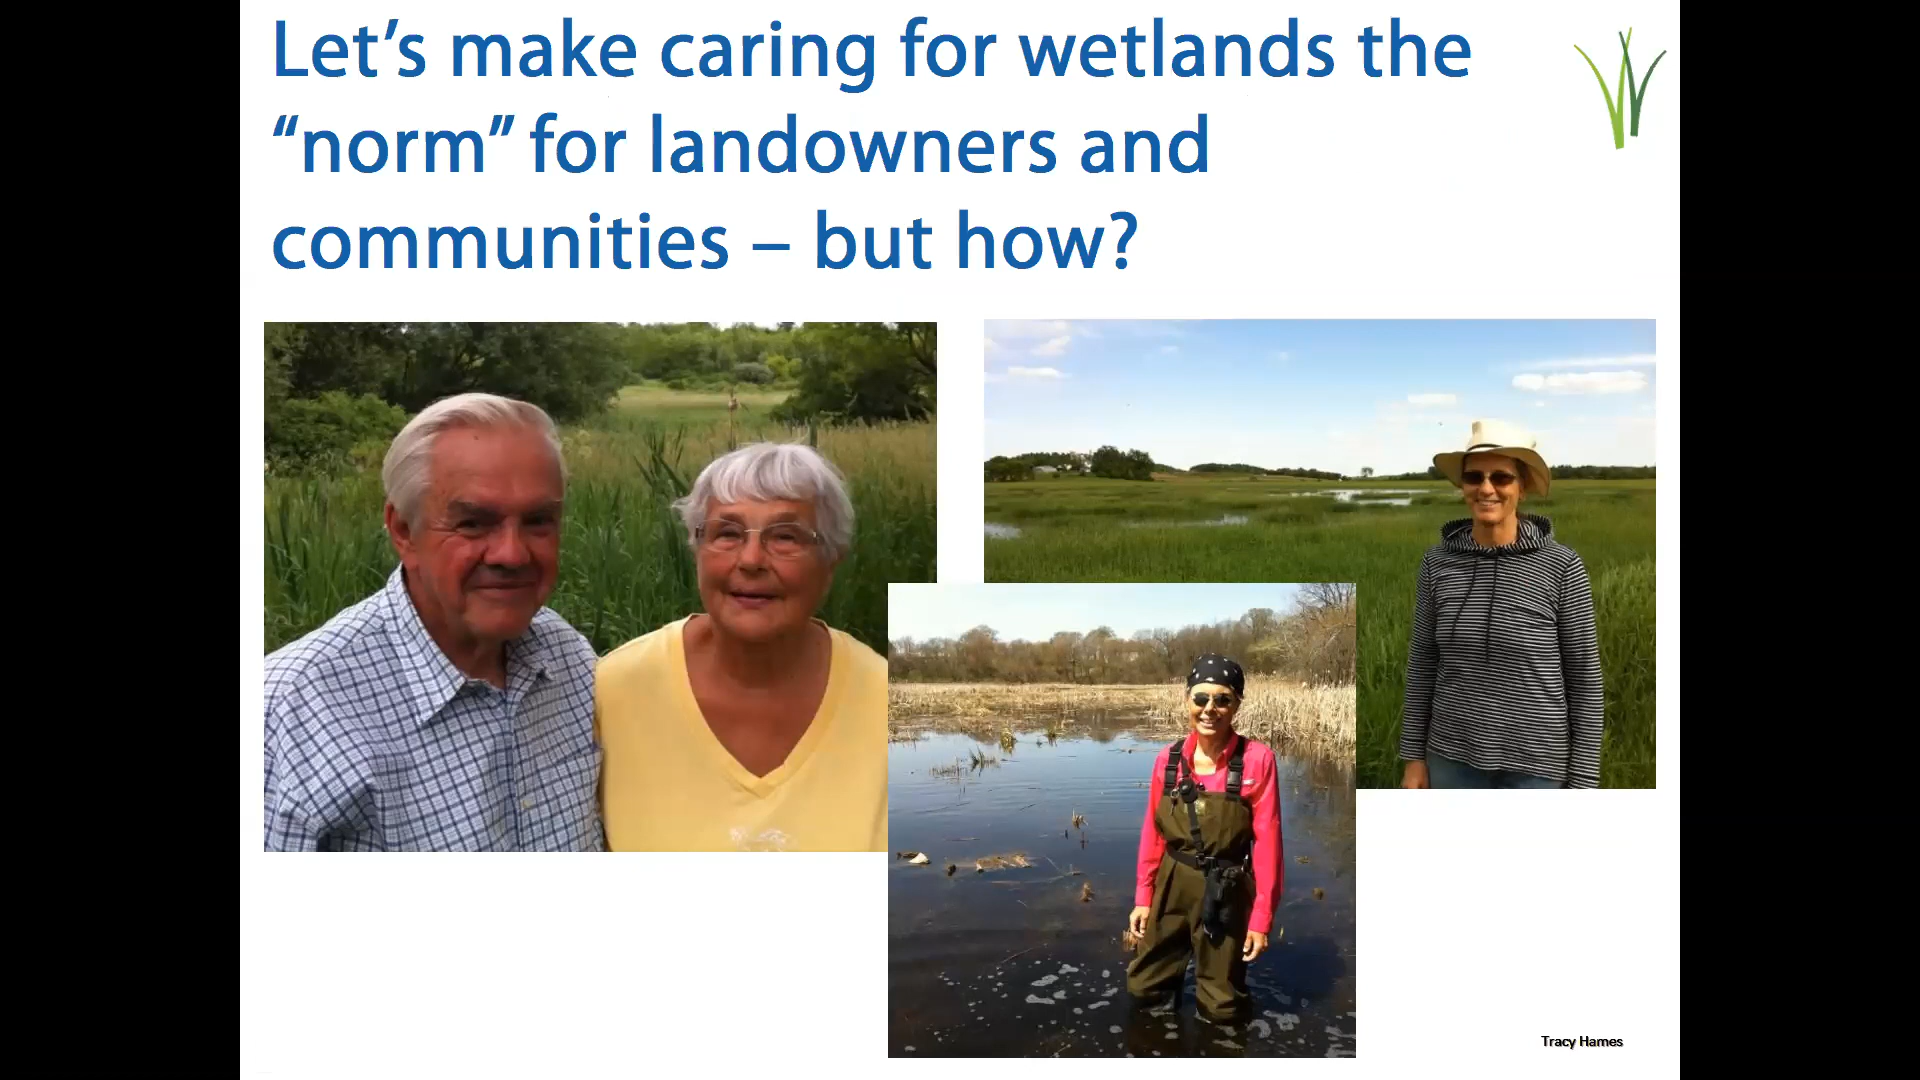 Let’s make caring for wetlands the
“norm” for landowners and
communities – but how?
Tracy Hames